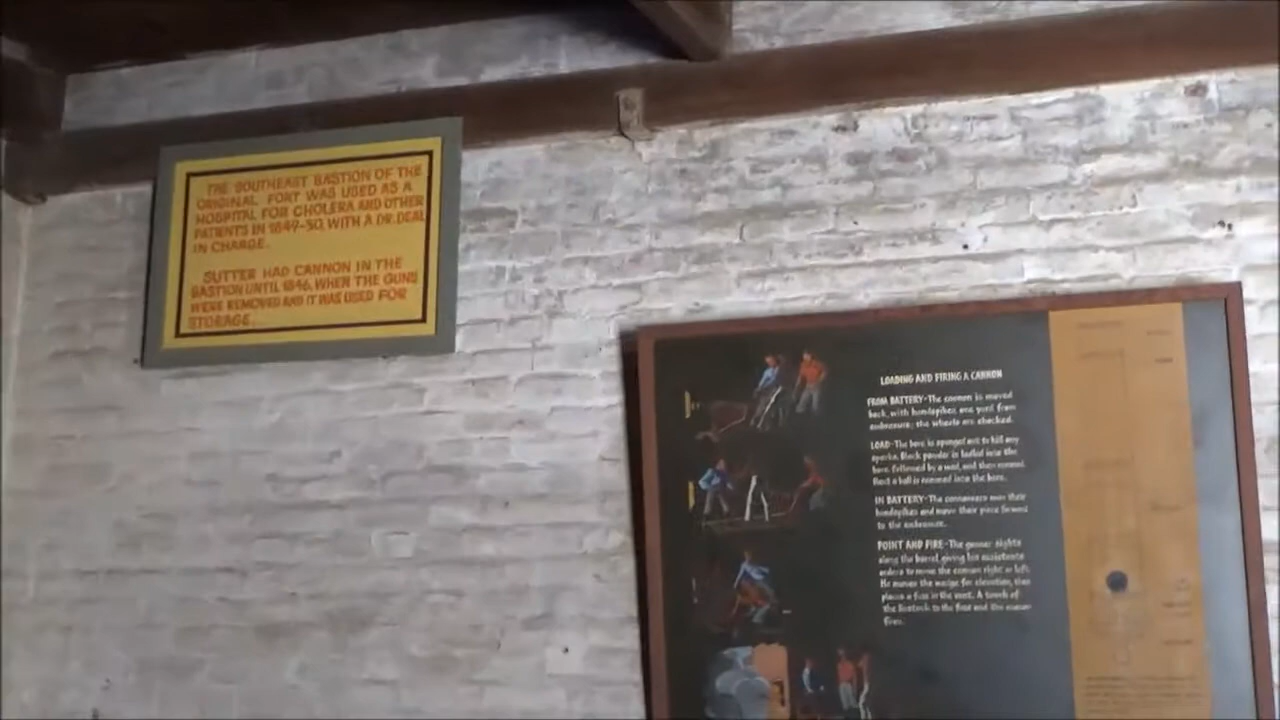 THE SOUTHEAST BASTION OF THE
ORIGINAL FORT WAS USED AS A
HOSPITAL FOR CHOLERA AND OTHER
PATIENTS IN 1849-50, WITH A DR. DEAL
IN CHARGE.
SUTTER HAD CANNON IN THE
BASTION UNTIL 1846, WHEN THE GUNS
WERE REMOVED AND IT WAS USED FOR
STORAGE.
LOADING AND FIRING A CANNON
FROM BATTERY-The cannon is moved
back, with handspikes, one yard from
embrasure; the wheels are chocked.
LOAD-The bore is sponged out to kill any
sparks. Black powder is ladled into the
bore, followed by a wad, and then rammed.
Next a ball is rammed into the bore.
IN BATTERY-The cannoneers man their
handspikes and move their piece forward
to the embrasure.
POINT AND FIRE-The gunner sights
along the barrel, giving his assistants
orders to move the cannon right or left.
He moves the wedge for elevation, then
places a fuse in the vent. A touch of
the linstock to the fuse and the cannon
fires.